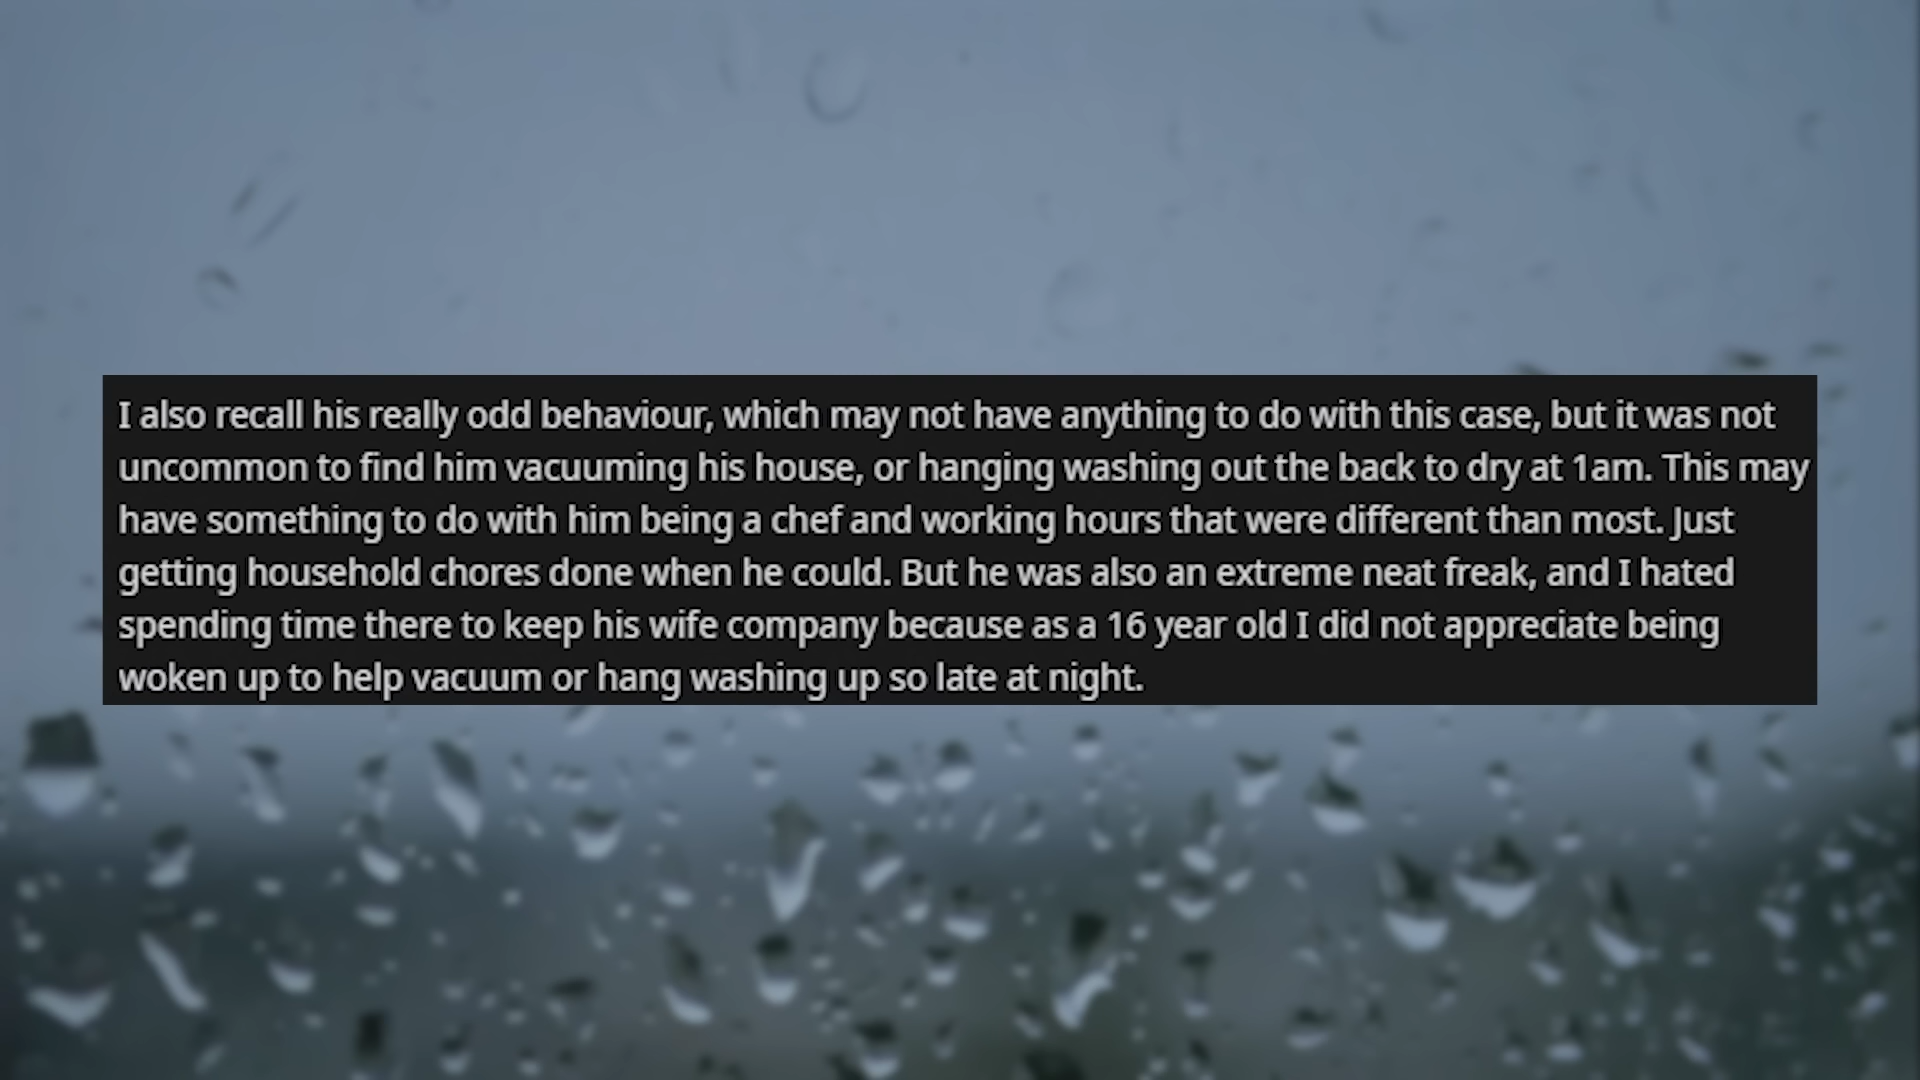 I also recall his really odd behaviour, which may not have anything to do with this case, but it was not
uncommon to find him vacuuming his house, or hanging washing out the back to dry at 1am. This may
have something to do with him being a chef and working hours that were different than most. Just
getting household chores done when he could. But he was also an extreme neat freak, and I hated
spending time there to keep his wife company because as a 16 year old I did not appreciate being
woken up to help vacuum or hang washing up so late at night.